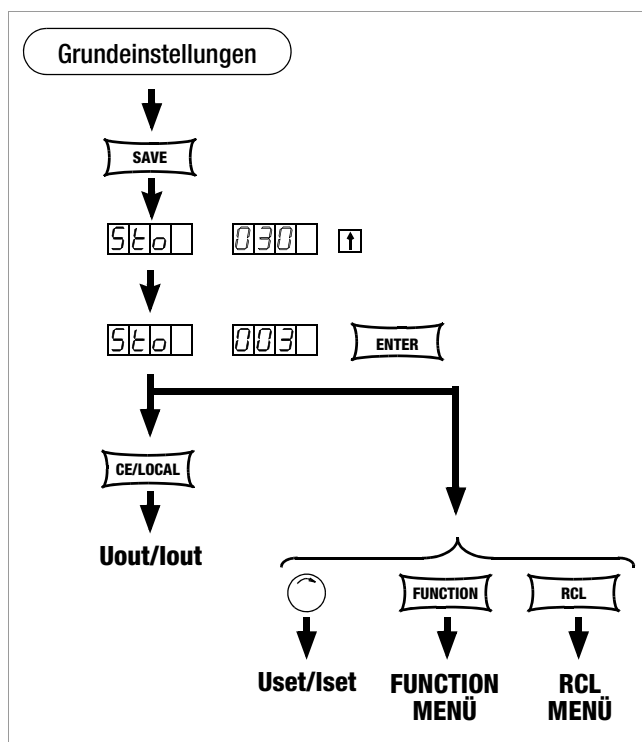 Grundeinstellungen
SAVE
Sto 030
Sto 003 ENTER
CE/LOCAL
Uout/Iout
FUNCTION RCL
Uset/Iset FUNCTION MENÜ RCL MENÜ